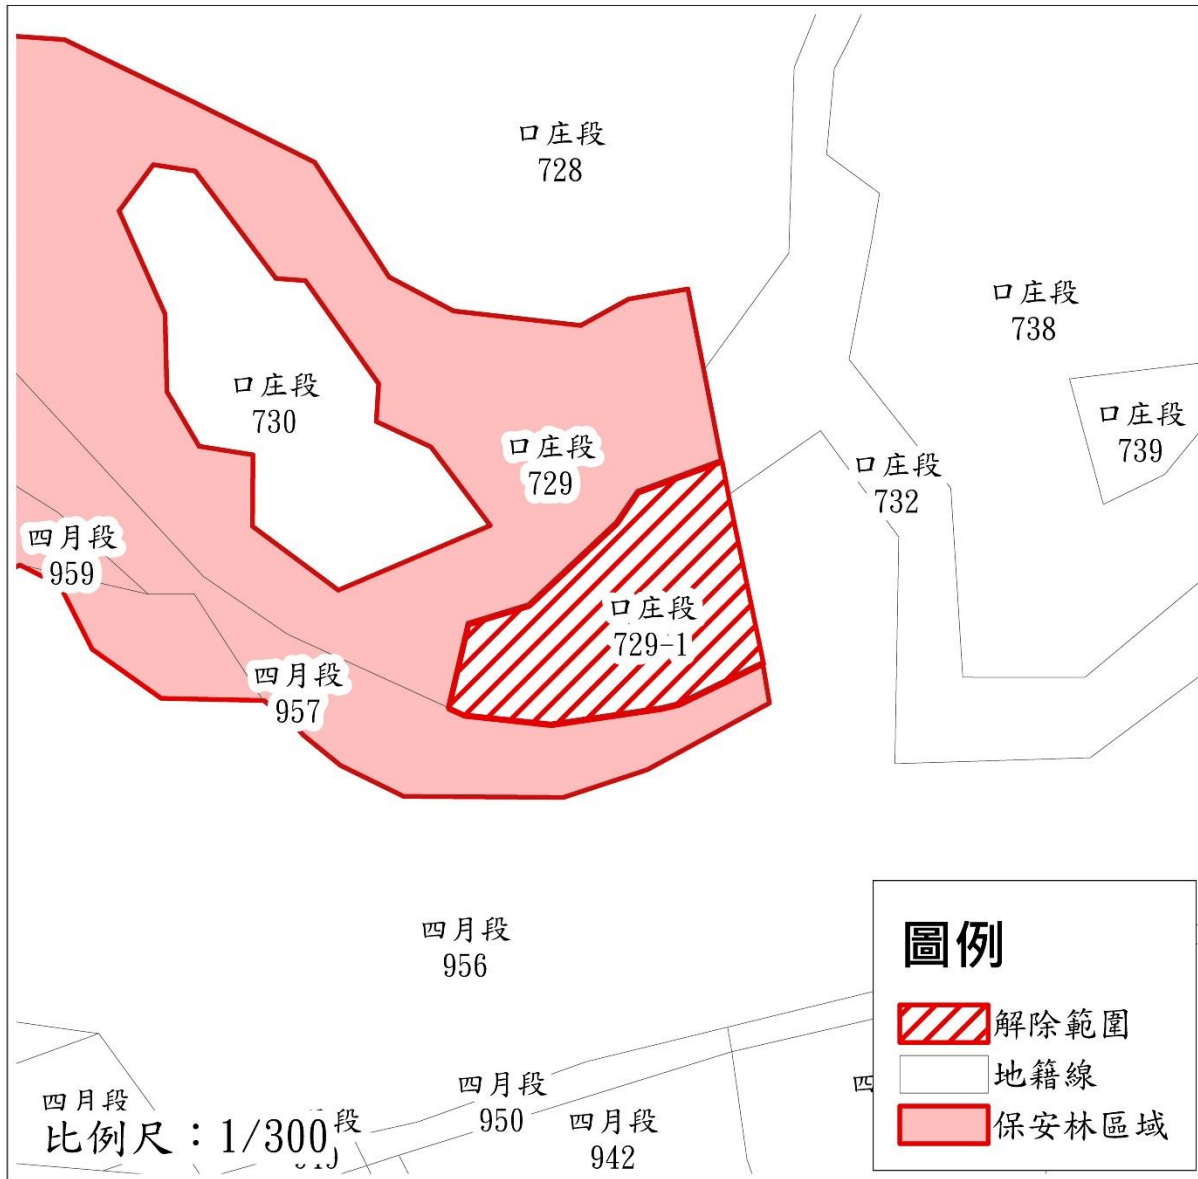 口庄段
728
口庄段
738
口庄段
730
口庄段
739
口庄段
729
口庄段
732
四月段
959
口庄段
729-1
四月段
957
四月段
956
圖例
解除範圍
地籍線
保安林區域
四月段
950
四月段
942
四月段
段
四
比例尺：1/300